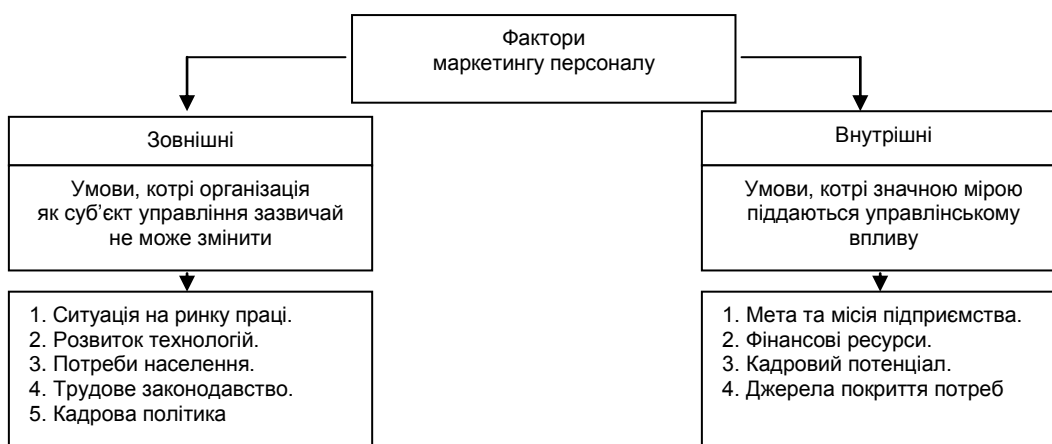 Фактори
маркетингу персоналу
Зовнішні
Умови, котрі організація
як суб’єкт управління зазвичай
не може змінити
1. Ситуація на ринку праці.
2. Розвиток технологій.
3. Потреби населення.
4. Трудове законодавство.
5. Кадрова політика
Внутрішні
Умови, котрі значною мірою
піддаються управлінському
впливу
1. Мета та місія підприємства.
2. Фінансові ресурси.
3. Кадровий потенціал.
4. Джерела покриття потреб